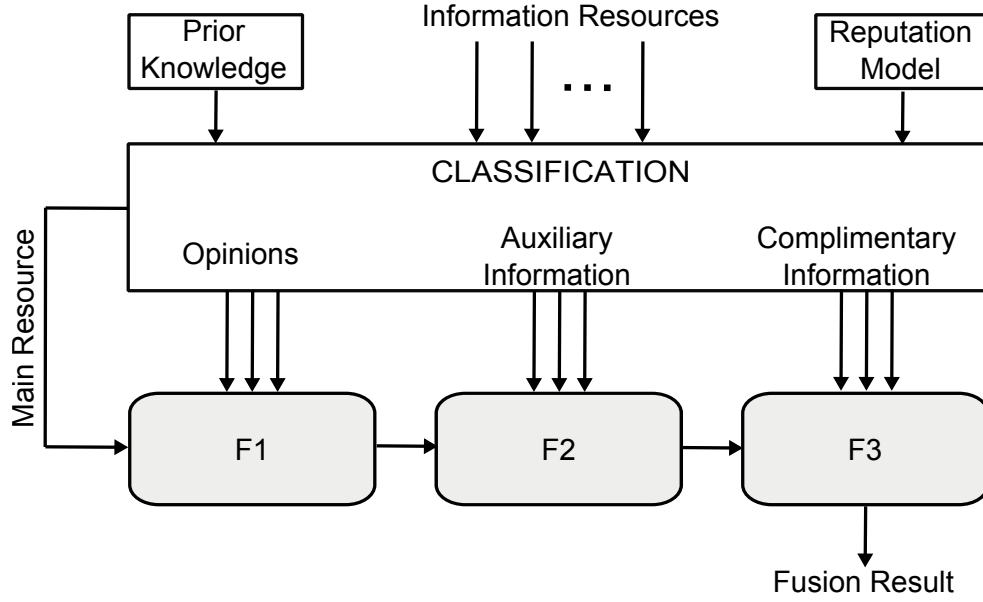 Prior
Knowledge
Information Resources
...
Reputation
Model
CLASSIFICATION
Opinions
Auxiliary
Information
Complimentary
Information
Main Resource
F1
F2
F3
Fusion Result